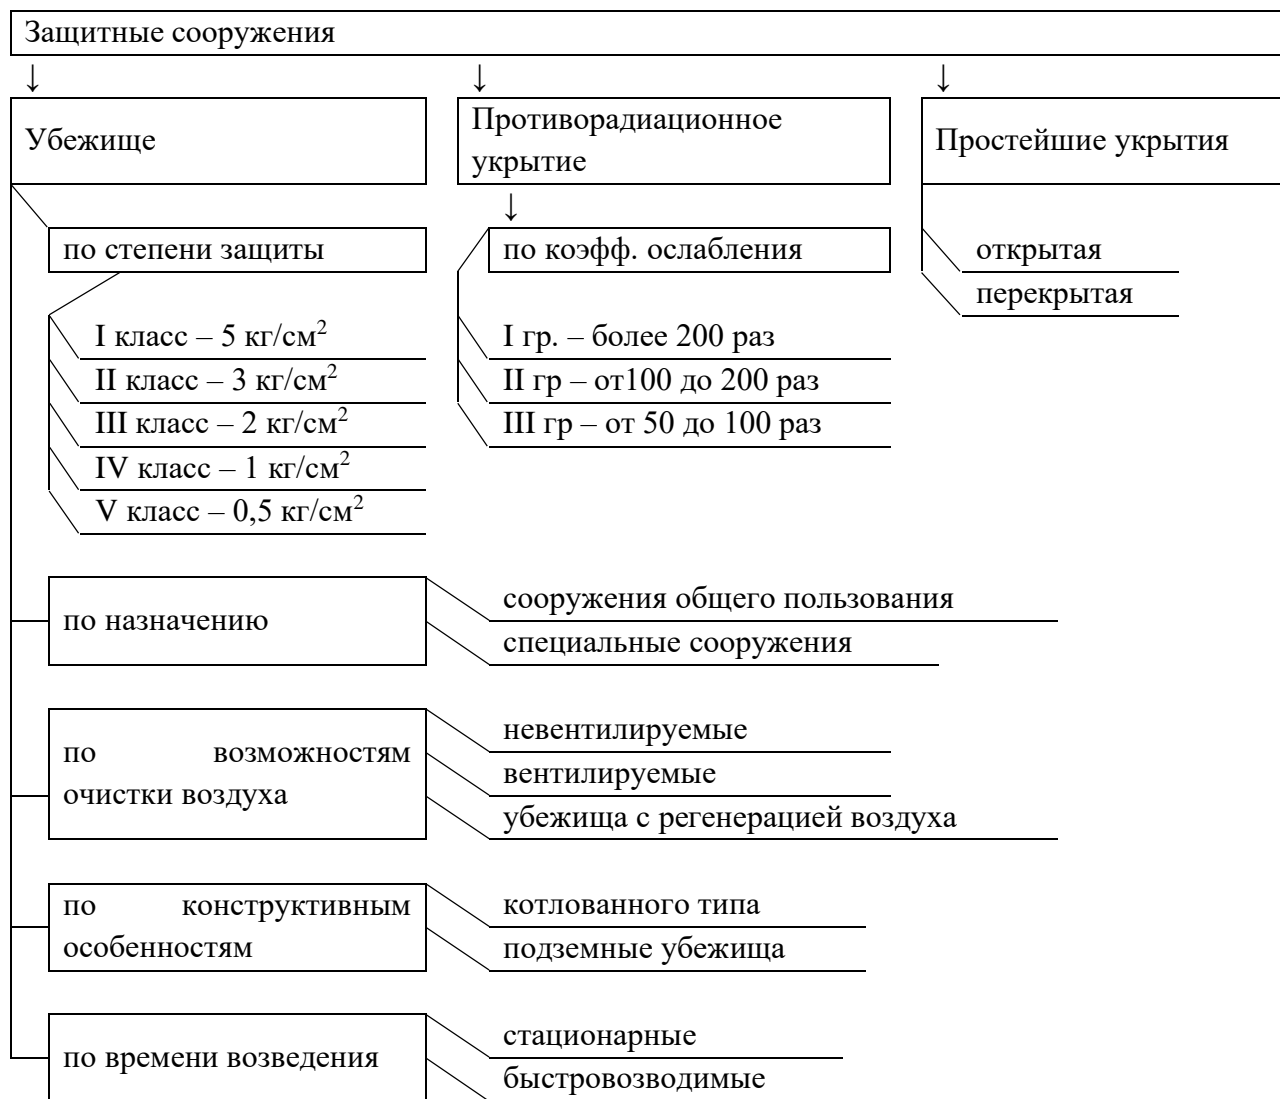 Защитные сооружения
↓ ↓ ↓
Убежище
Противорадиационное
укрытие
Простейшие укрытия
↓
по степени защиты
по коэфф. ослабления
открытая
перекрытая
I класс – 5 кг/см²
II класс – 3 кг/см²
III класс – 2 кг/см²
IV класс – 1 кг/см²
V класс – 0,5 кг/см²
I гр. – более 200 раз
II гр – от100 до 200 раз
III гр – от 50 до 100 раз
по назначению
сооружения общего пользования
специальные сооружения
по возможностям
очистки воздуха
невентилируемые
вентилируемые
убежища с регенерацией воздуха
по конструктивным
особенностям
котлованного типа
подземные убежища
по времени возведения
стационарные
быстровозводимые